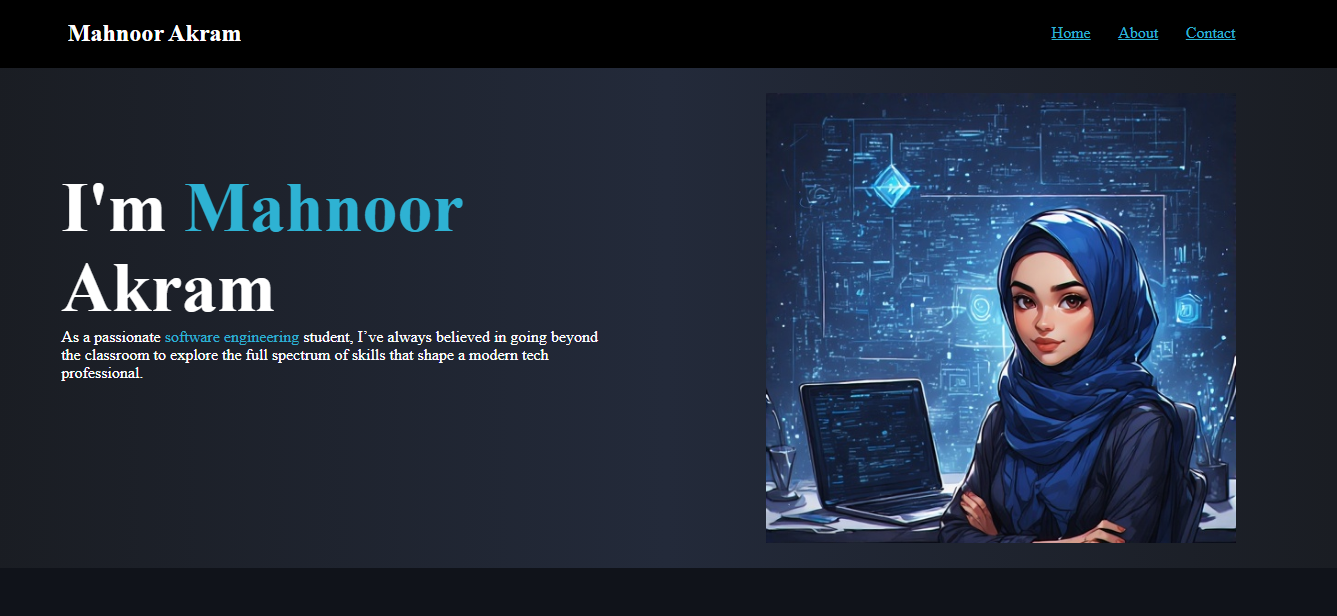 Mahnoor Akram
Home About Contact
I'm Mahnoor
Akram
As a passionate software engineering student, I’ve always believed in going beyond
the classroom to explore the full spectrum of skills that shape a modern tech
professional.